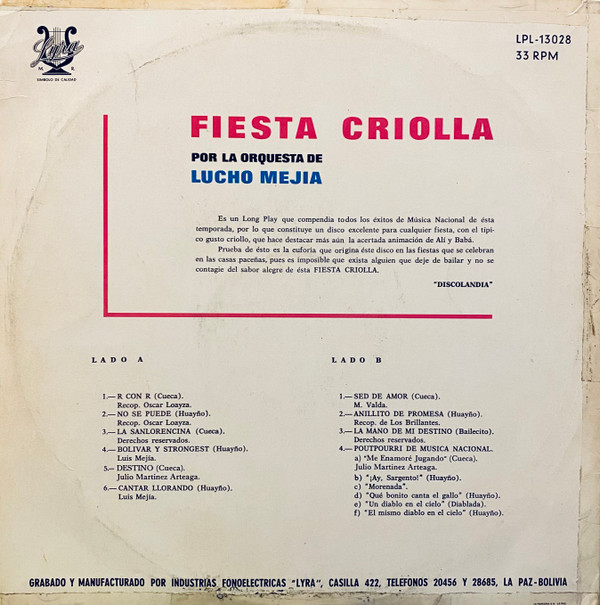 Lyra
M. R.
SIMBOLO DE CALIDAD
LPL-13028
33 RPM
FIESTA CRIOLLA
POR LA ORQUESTA DE
LUCHO MEJIA
Es un Long Play que compendia todos los éxitos de Música Nacional de ésta
temporada, por lo que constituye un disco excelente para cualquier fiesta, con el típi-
co gusto criollo, que hace destacar más aún la acertada animación de Alí y Babá.
Prueba de ésto es la euforia que origina éste disco en las fiestas que se celebran
en las casas paceñas, pues es imposible que exista alguien que deje de bailar y no se
contagie del sabor alegre de ésta FIESTA CRIOLLA.
"DISCOLANDIA"
LADO A
1.—R CON R (Cueca).
Recop. Oscar Loayza.
2.—NO SE PUEDE (Huayño).
Recop. Oscar Loayza.
3.—LA SANLORENCINA (Cueca).
Derechos reservados.
4.—BOLIVAR Y STRONGEST (Huayño).
Luis Mejía.
5.—DESTINO (Cueca).
Julio Martínez Arteaga.
6.—CANTAR LLORANDO (Huayño).
Luis Mejía.
LADO B
1.—SED DE AMOR (Cueca).
M. Valda.
2.—ANILLITO DE PROMESA (Huayño).
Recop. de Los Brillantes.
3.—LA MANO DE MI DESTINO (Bailecito).
Derechos reservados.
4.—POUTPOURRI DE MUSICA NACIONAL.
a) "Me Enamoré Jugando" (Cueca).
Julio Martínez Arteaga.
b) "¡Ay, Sargento!" (Huayño).
c) "Morenada".
d) "Qué bonito canta el gallo" (Huayño).
e) "Un diablo en el cielo" (Diablada).
f) "El mismo diablo en el cielo" (Huayño).
GRABADO Y MANUFACTURADO POR INDUSTRIAS FONOELECTRICAS "LYRA", CASILLA 422, TELEFONOS 20456 Y 28685, LA PAZ-BOLIVIA